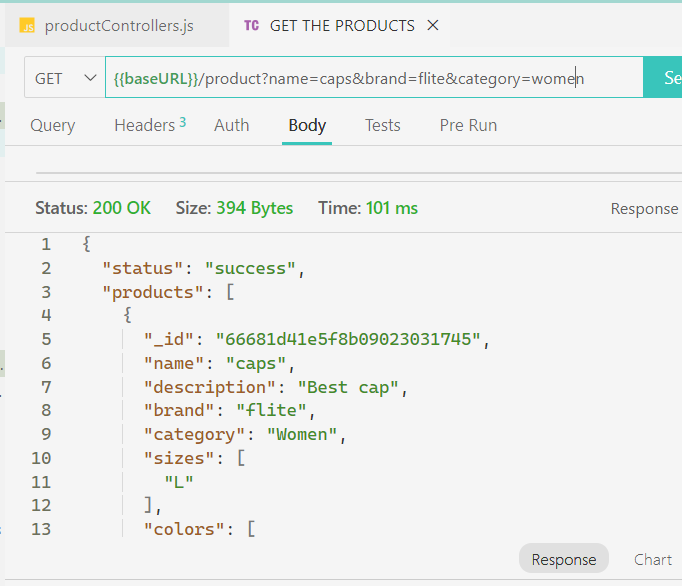 JS productControllers.js TC GET THE PRODUCTS ×
GET {{baseURL}}/product?name=caps&brand=flite&category=women Se
Query Headers 3 Auth Body Tests Pre Run
Status: 200 OK Size: 394 Bytes Time: 101 ms Response
1 {
2 "status": "success",
3 "products": [
4 {
5 "_id": "66681d41e5f8b09023031745",
6 "name": "caps",
7 "description": "Best cap",
8 "brand": "flite",
9 "category": "Women",
10 "sizes": [
11 "L"
12 ],
13 "colors": [
Response Chart